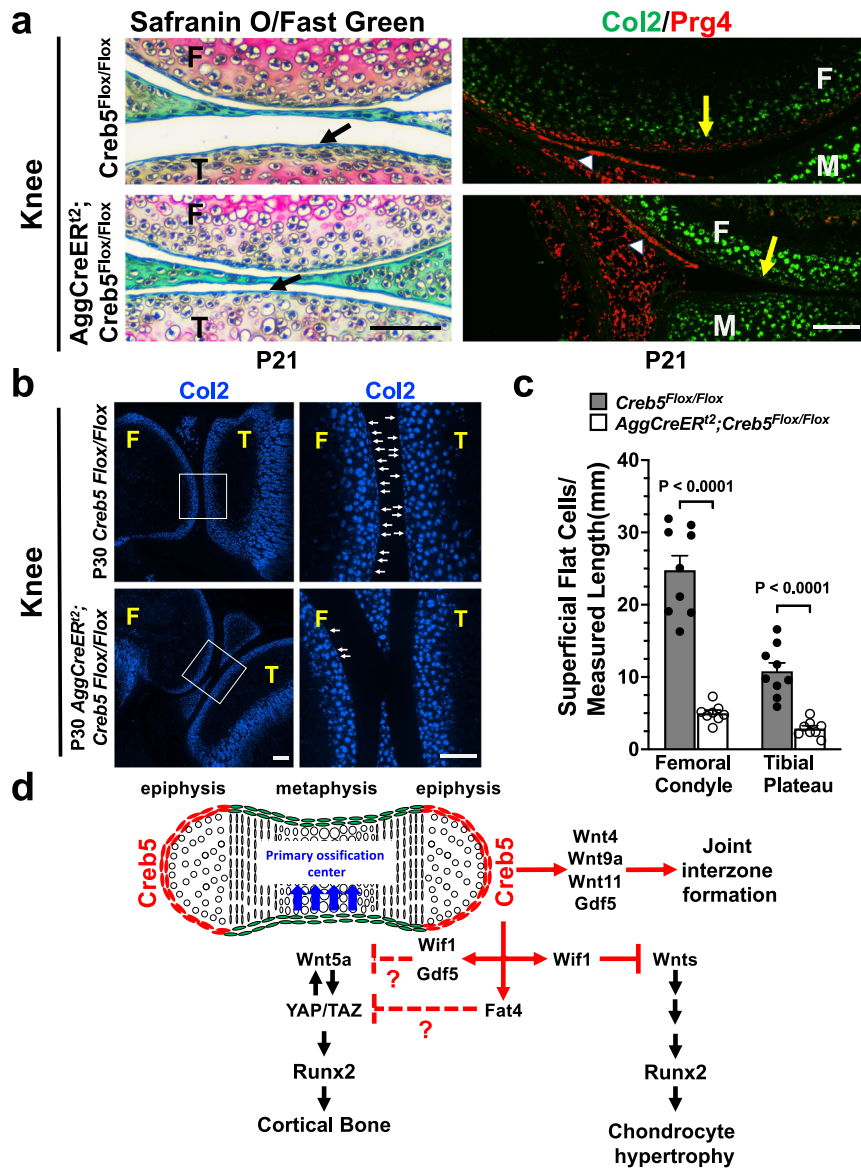 a
Safranin O/Fast Green
Col2/Prg4
Knee
Creb5Flox/Flox
F
T
F
M
AggCreERt2;
Creb5Flox/Flox
F
T
F
M
P21
P21
b
Col2
Col2
Knee
P30 Creb5 Flox/Flox
F
T
F
T
P30 AggCreERt2;
Creb5 Flox/Flox
F
T
F
T
c
Creb5Flox/Flox
AggCreERt2;Creb5Flox/Flox
Superficial Flat Cells/
Measured Length(mm)
40
30
20
10
0
P < 0.0001
P < 0.0001
Femoral
Condyle
Tibial
Plateau
d
epiphysis
metaphysis
epiphysis
Creb5
Primary ossification
center
Creb5
Wnt4
Wnt9a
Wnt11
Gdf5
Joint
interzone
formation
Wnt5a
?
Wif1
Gdf5
Wif1
Wnts
YAP/TAZ
?
Fat4
Runx2
Runx2
Cortical Bone
Chondrocyte
hypertrophy